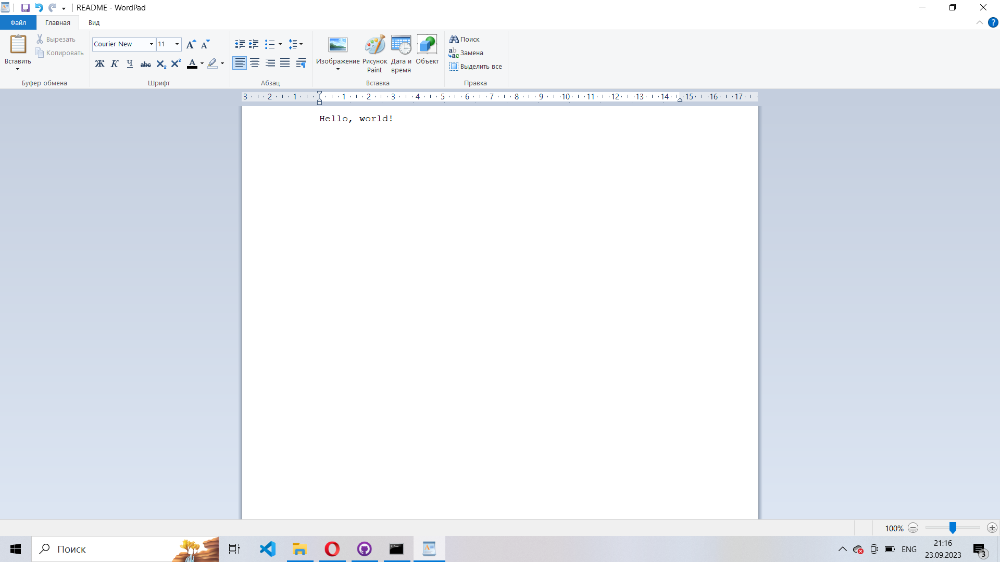 README - WordPad
Файл Главная Вид
Вставить
Вырезать
Копировать
Буфер обмена
Courier New 11
Ж К Ч abc X₂ X² А
Шрифт
Абзац
Изображение
Рисунок Paint
Дата и время
Объект
Вставка
Поиск
Замена
Выделить все
Правка
3 2 1 1 2 3 4 5 6 7 8 9 10 11 12 13 14 15 16 17
Hello, world!
100%
Поиск
ENG
21:16
23.09.2023
3